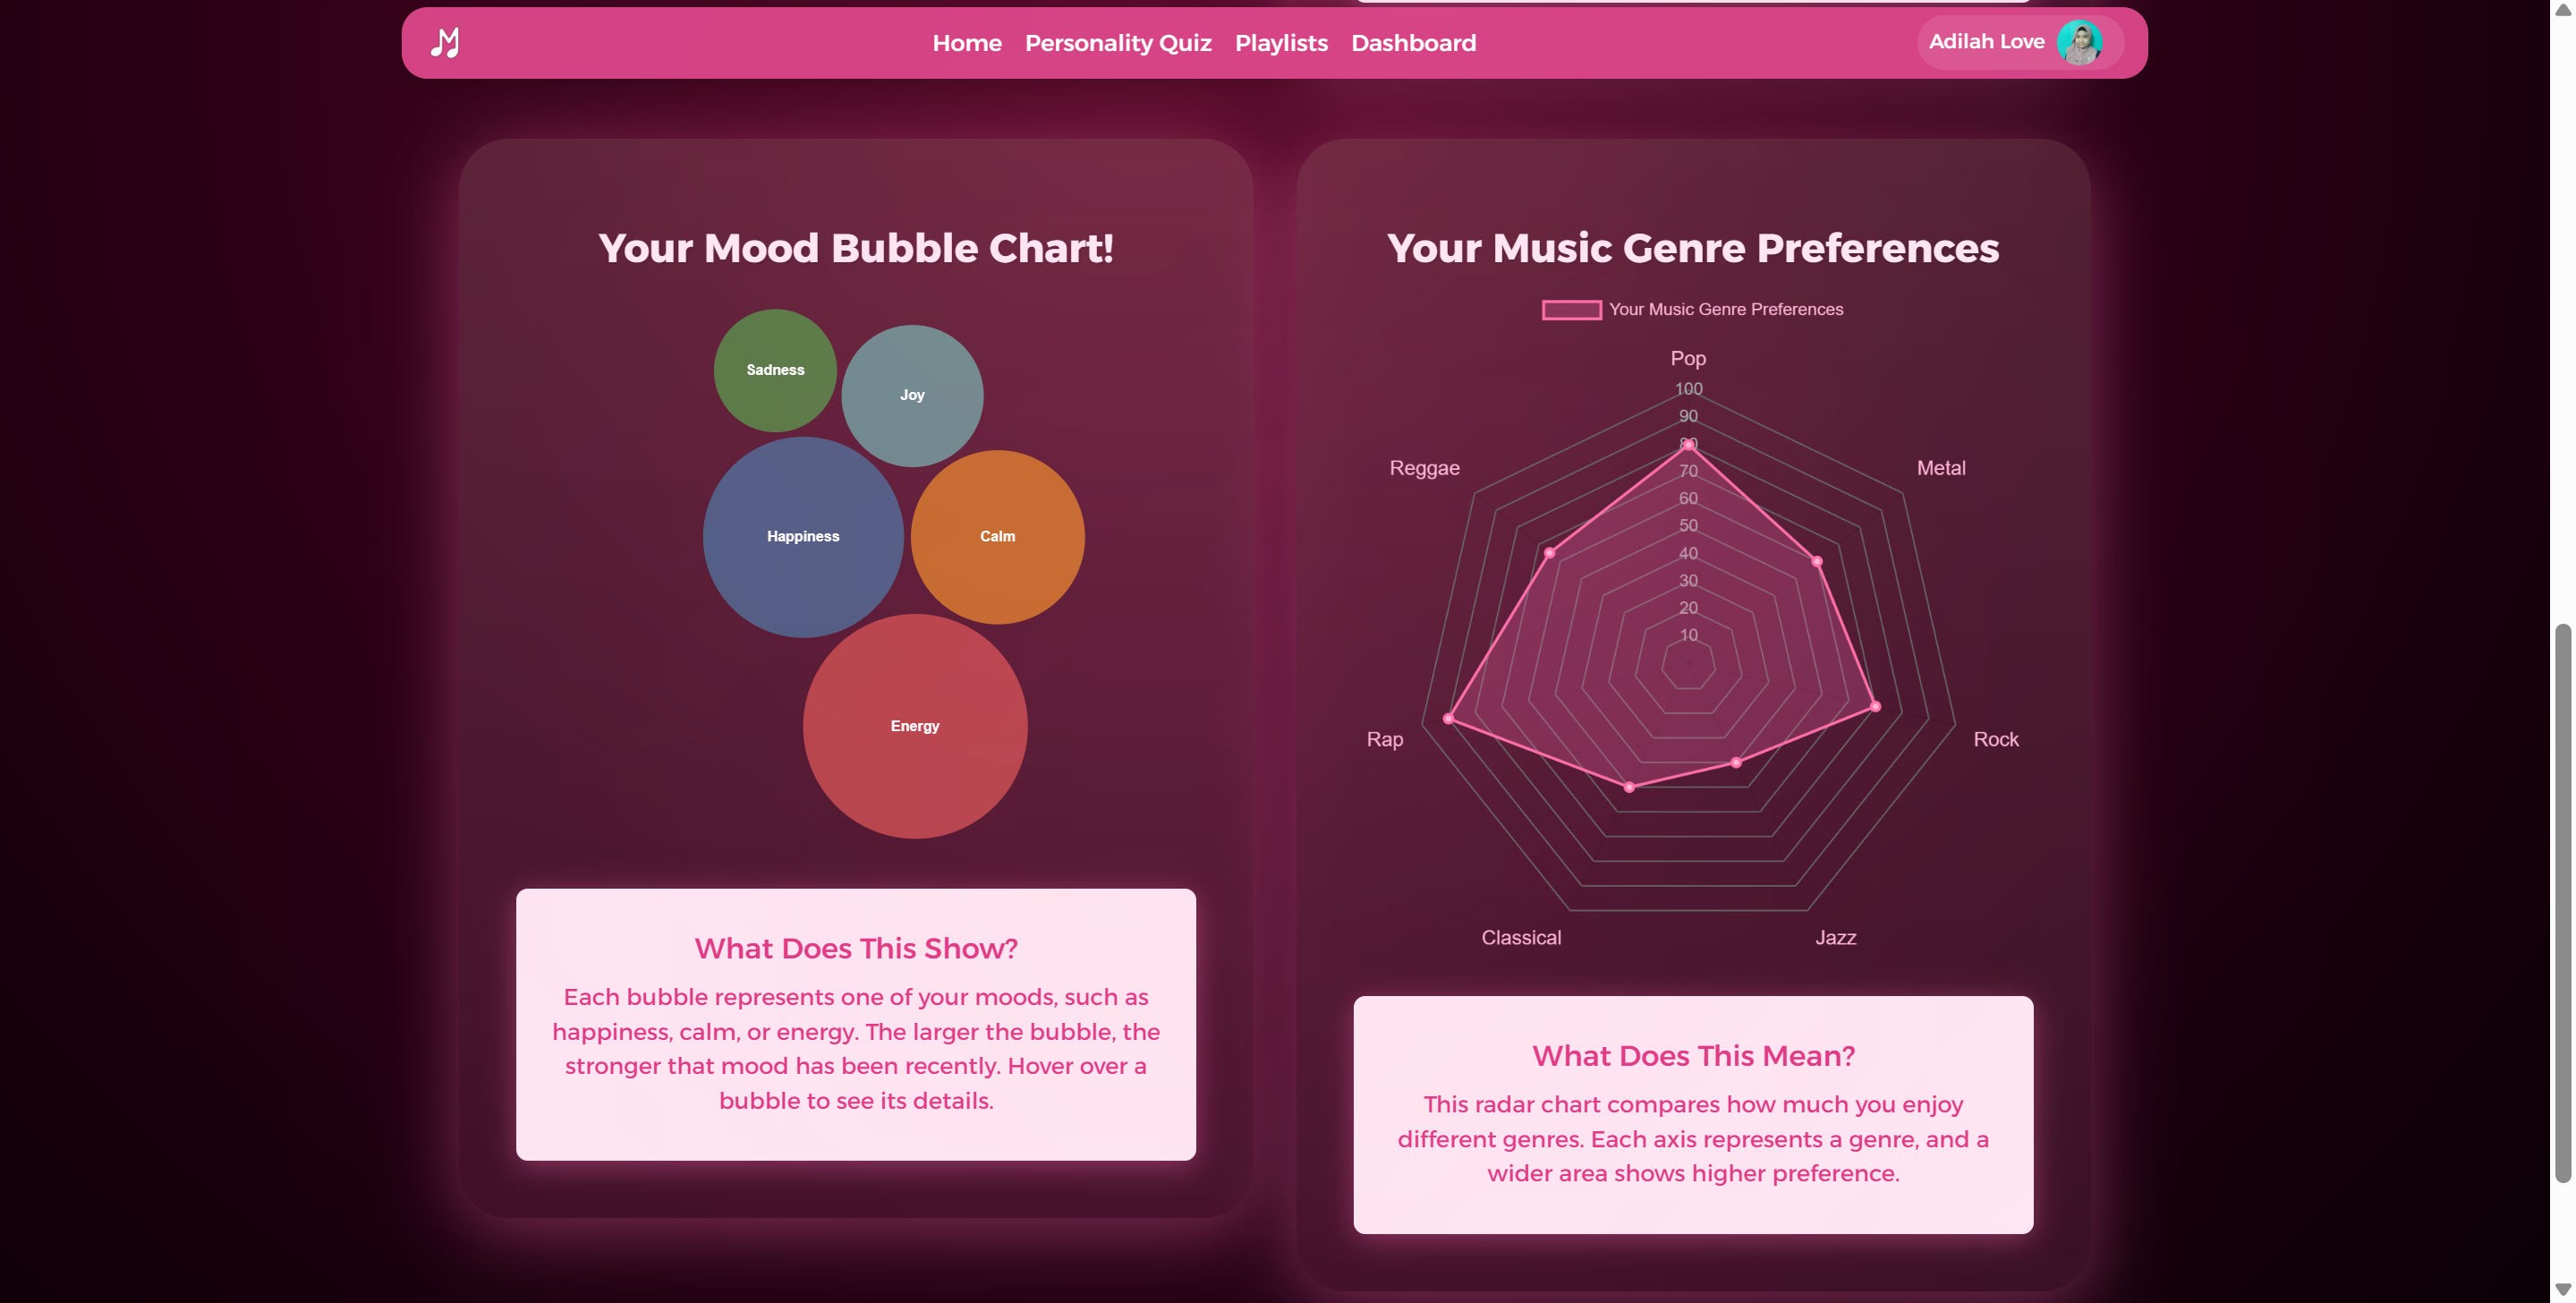 Home Personality Quiz Playlists Dashboard Adilah Love
Your Mood Bubble Chart!
Sadness
Joy
Happiness
Calm
Energy
What Does This Show?
Each bubble represents one of your moods, such as
happiness, calm, or energy. The larger the bubble, the
stronger that mood has been recently. Hover over a
bubble to see its details.
Your Music Genre Preferences
Your Music Genre Preferences
Pop
100
90
80
70
60
50
40
30
20
10
Reggae
Metal
Rap
Rock
Classical
Jazz
What Does This Mean?
This radar chart compares how much you enjoy
different genres. Each axis represents a genre, and a
wider area shows higher preference.